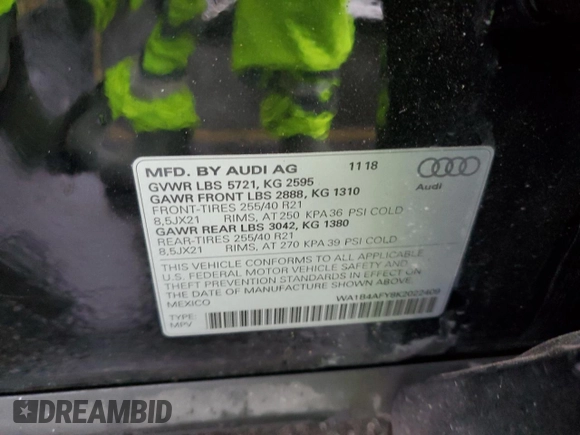 MFD. BY AUDI AG 11 18
GVWR LBS 5721, KG 2595
GAWR FRONT LBS 2888, KG 1310
FRONT-TIRES 255/40 R21
8,5JX21 RIMS, AT 250 KPA 36 PSI COLD
GAWR REAR LBS 3042, KG 1380
REAR-TIRES 255/40 R21
8,5JX21 RIMS, AT 270 KPA 39 PSI COLD
Audi
THIS VEHICLE CONFORMS TO ALL APPLICABLE
U.S. FEDERAL MOTOR VEHICLE SAFETY, AND
THEFT PREVENTION STANDARDS IN EFFECT ON
THE DATE OF MANUFACTURE SHOWN ABOVE.
MEXICO
TYPE:
MPV
DREAMBID